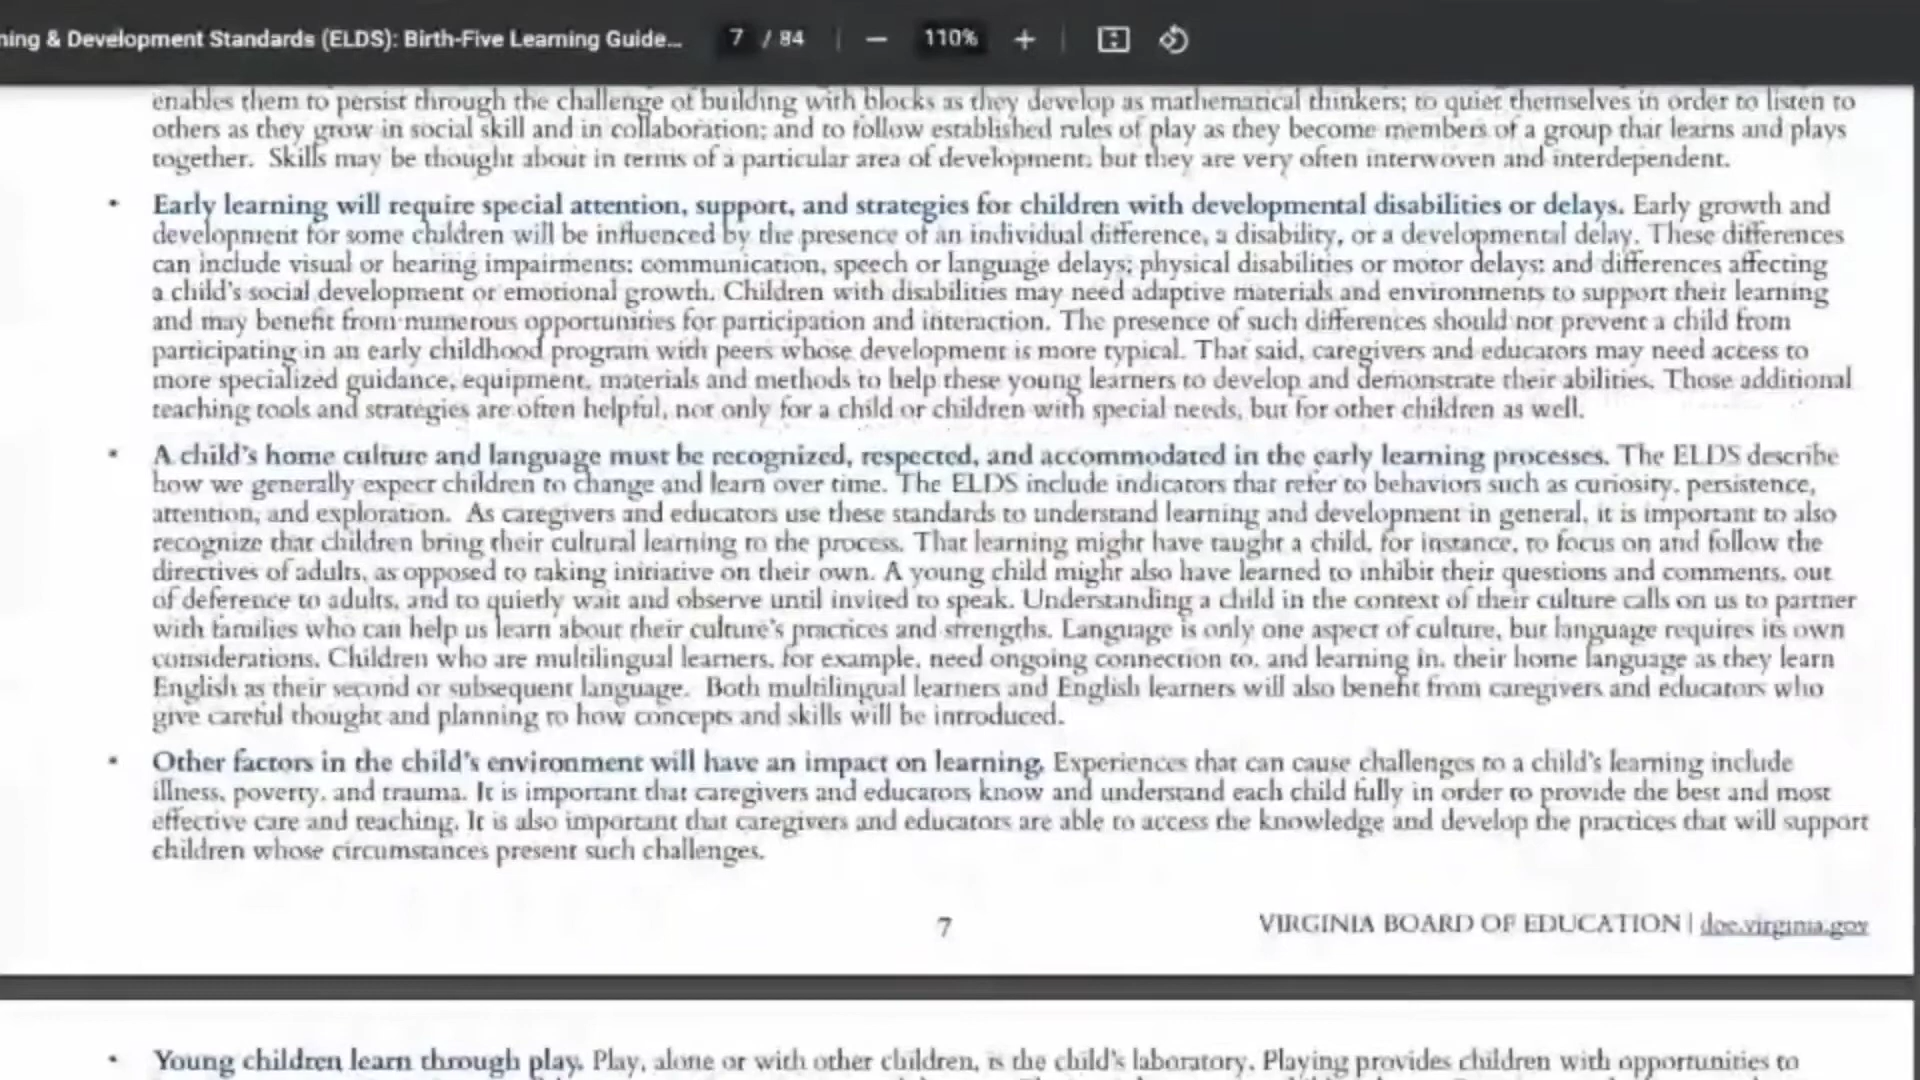 ning & Development Standards (ELDS): Birth-Five Learning Guide...
7 / 84
110%
enables them to persist through the challenge of building with blocks as they develop as mathematical thinkers; to quiet themselves in order to listen to
others as they grow in social skill and in collaboration; and to follow established rules of play as they become members of a group that learns and plays
together. Skills may be thought about in terms of a particular area of development, but they are very often interwoven and interdependent.
• Early learning will require special attention, support, and strategies for children with developmental disabilities or delays. Early growth and
development for some children will be influenced by the presence of an individual difference, a disability, or a developmental delay. These differences
can include visual or hearing impairments; communication, speech or language delays; physical disabilities or motor delays; and differences affecting
a child's social development or emotional growth. Children with disabilities may need adaptive materials and environments to support their learning
and may benefit from numerous opportunities for participation and interaction. The presence of such differences should not prevent a child from
participating in an early childhood program with peers whose development is more typical. That said, caregivers and educators may need access to
more specialized guidance, equipment, materials and methods to help these young learners to develop and demonstrate their abilities. Those additional
teaching tools and strategies are often helpful, not only for a child or children with special needs, but for other children as well.
• A child's home culture and language must be recognized, respected, and accommodated in the early learning processes. The ELDS describe
how we generally expect children to change and learn over time. The ELDS include indicators that refer to behaviors such as curiosity, persistence,
attention, and exploration. As caregivers and educators use these standards to understand learning and development in general, it is important to also
recognize that children bring their cultural learning to the process. That learning might have taught a child, for instance, to focus on and follow the
directives of adults, as opposed to taking initiative on their own. A young child might also have learned to inhibit their questions and comments, out
of deference to adults, and to quietly wait and observe until invited to speak. Understanding a child in the context of their culture calls on us to partner
with families who can help us learn about their culture's practices and strengths. Language is only one aspect of culture, but language requires its own
considerations. Children who are multilingual learners, for example, need ongoing connection to, and learning in, their home language as they learn
English as their second or subsequent language. Both multilingual learners and English learners will also benefit from caregivers and educators who
give careful thought and planning to how concepts and skills will be introduced.
• Other factors in the child's environment will have an impact on learning. Experiences that can cause challenges to a child's learning include
illness, poverty, and trauma. It is important that caregivers and educators know and understand each child fully in order to provide the best and most
effective care and teaching. It is also important that caregivers and educators are able to access the knowledge and develop the practices that will support
children whose circumstances present such challenges.
7
VIRGINIA BOARD OF EDUCATION | doe.virginia.gov
• Young children learn through play. Play, alone or with other children, is the child's laboratory. Playing provides children with opportunities to